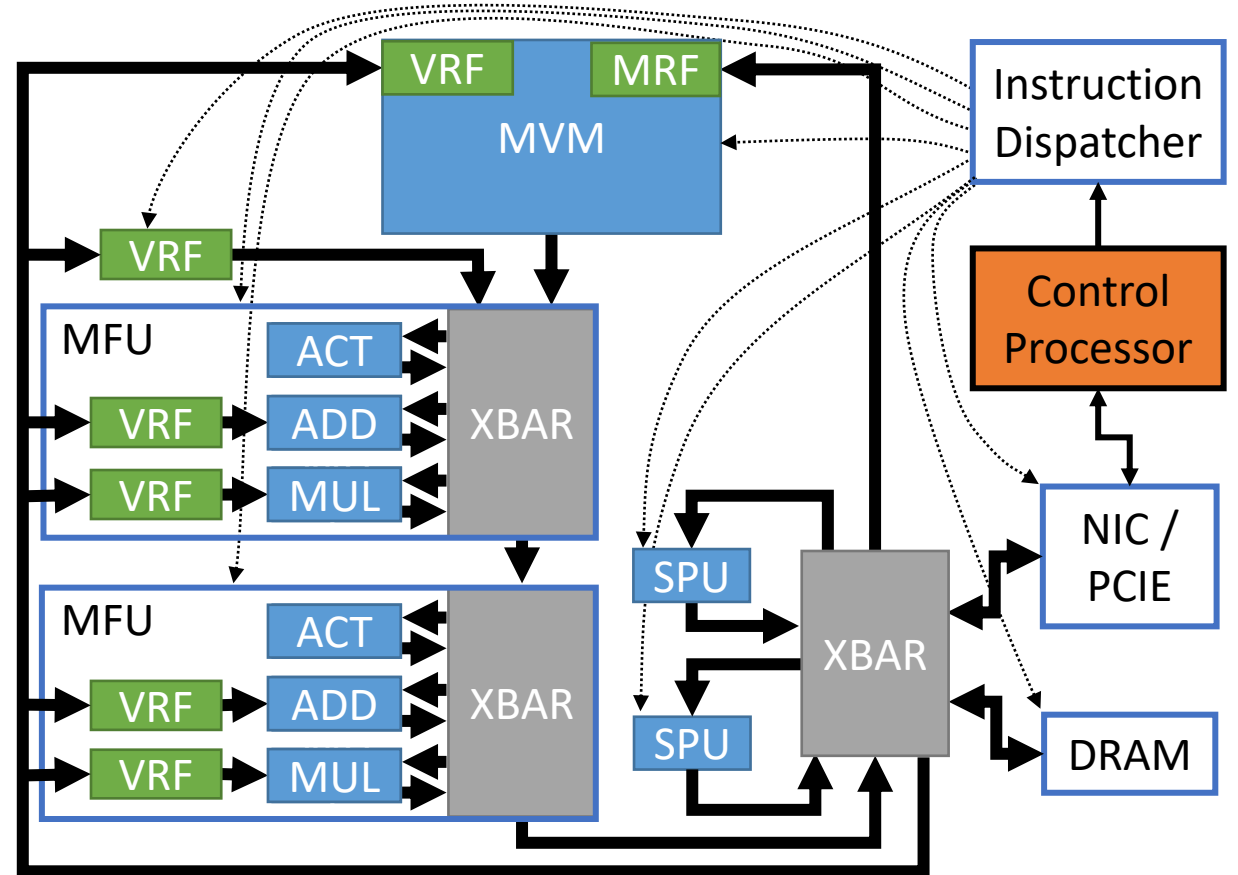 VRF
MRF
MVM
Instruction
Dispatcher
VRF
Control
Processor
MFU
ACT
VRF
ADD
XBAR
VRF
MUL
NIC /
PCIE
SPU
XBAR
SPU
DRAM
MFU
ACT
VRF
ADD
XBAR
VRF
MUL